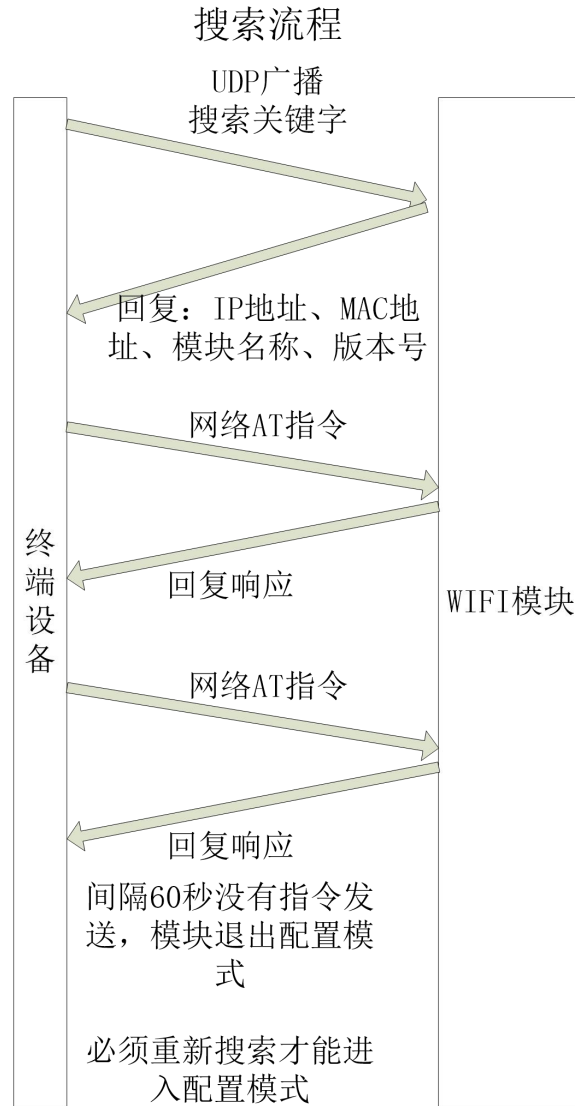 搜索流程
UDP广播
搜索关键字
回复：IP地址、MAC地
址、模块名称、版本号
网络AT指令
回复响应
终端设备
WIFI模块
网络AT指令
回复响应
间隔60秒没有指令发
送，模块退出配置模
式
必须重新搜索才能进
入配置模式